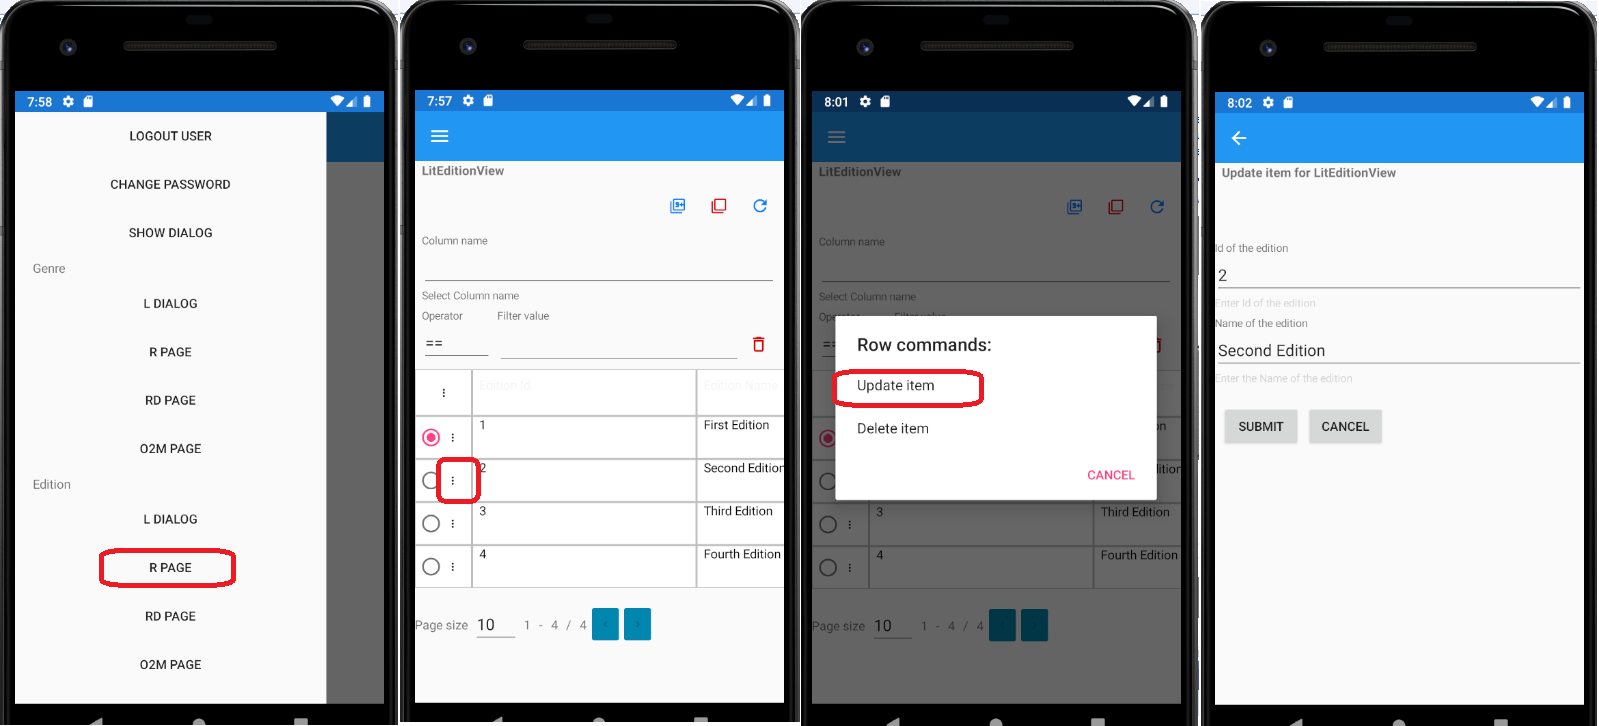 7:58
LOGOUT USER
CHANGE PASSWORD
SHOW DIALOG
Genre
L DIALOG
R PAGE
RD PAGE
O2M PAGE
Edition
L DIALOG
R PAGE
RD PAGE
O2M PAGE
7:57
LitEditionView
Column name
Select Column name
Operator Filter value
==
Edition Id Edition Name
1 First Edition
2 Second Edition
3 Third Edition
4 Fourth Edition
Page size 10 1 - 4 / 4 < >
8:01
LitEditionView
Column name
Select Column name
Row commands:
Update item
Delete item
CANCEL
3 Third Edition
4 Fourth Edition
Page size 10 1 - 4 / 4
8:02
Update item for LitEditionView
Id of the edition
2
Enter Id of the edition
Name of the edition
Second Edition
Enter the Name of the edition
SUBMIT CANCEL